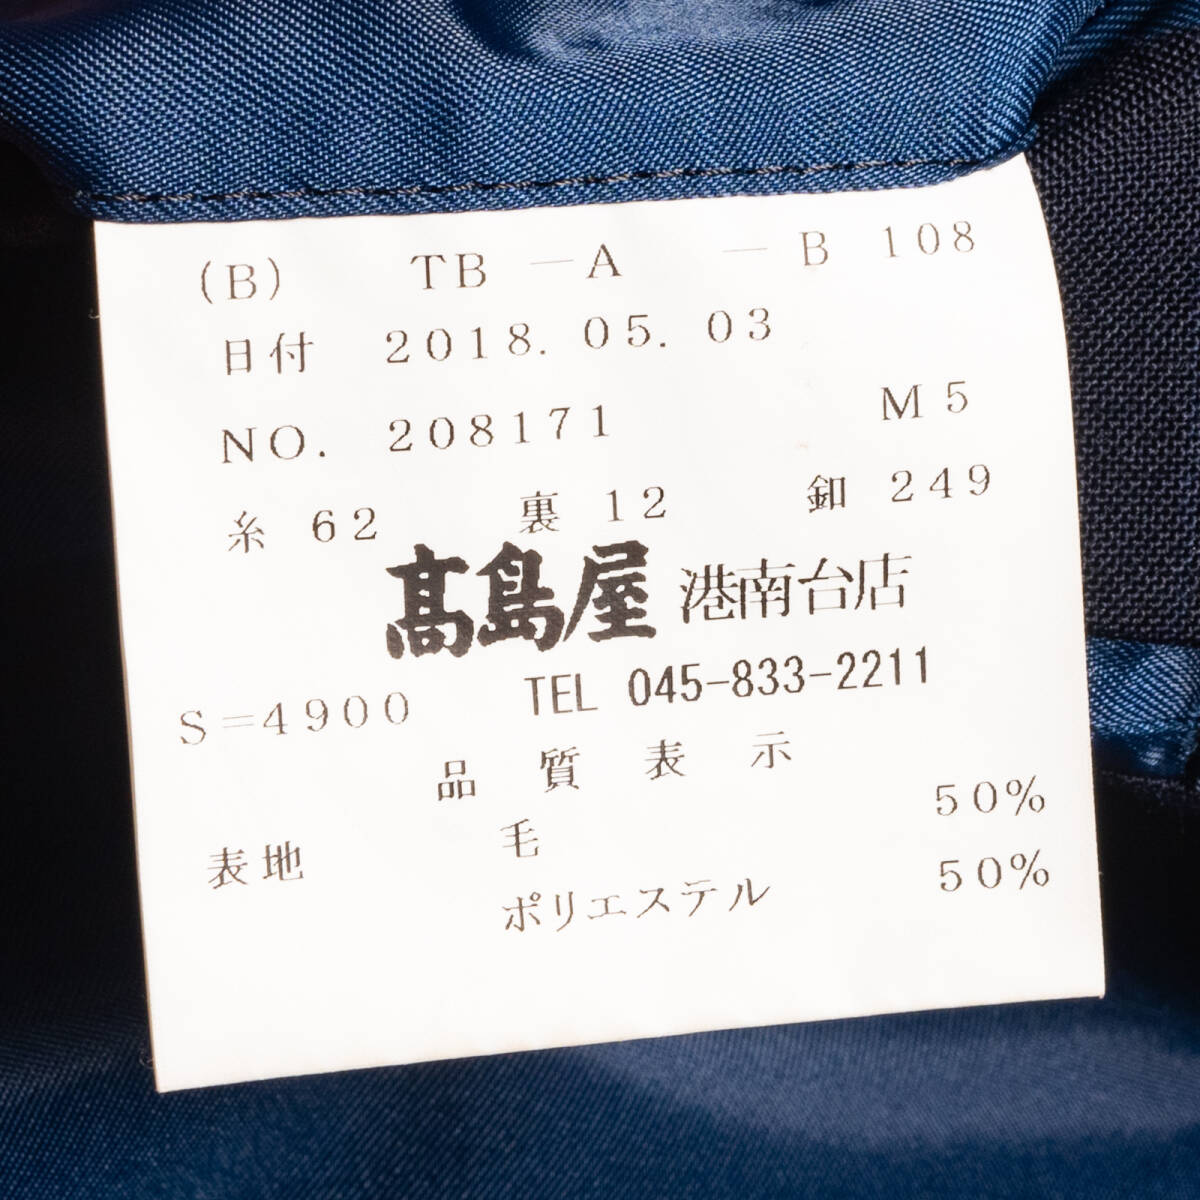 (B) TB －A － B 108
日付 2018. 05. 03
NO. 208171 M5
糸 62 裏 12 釦 249
髙島屋 港南台店
S＝4900 TEL 045-833-2211
品質表示
表地 毛 50%
ポリエステル 50%